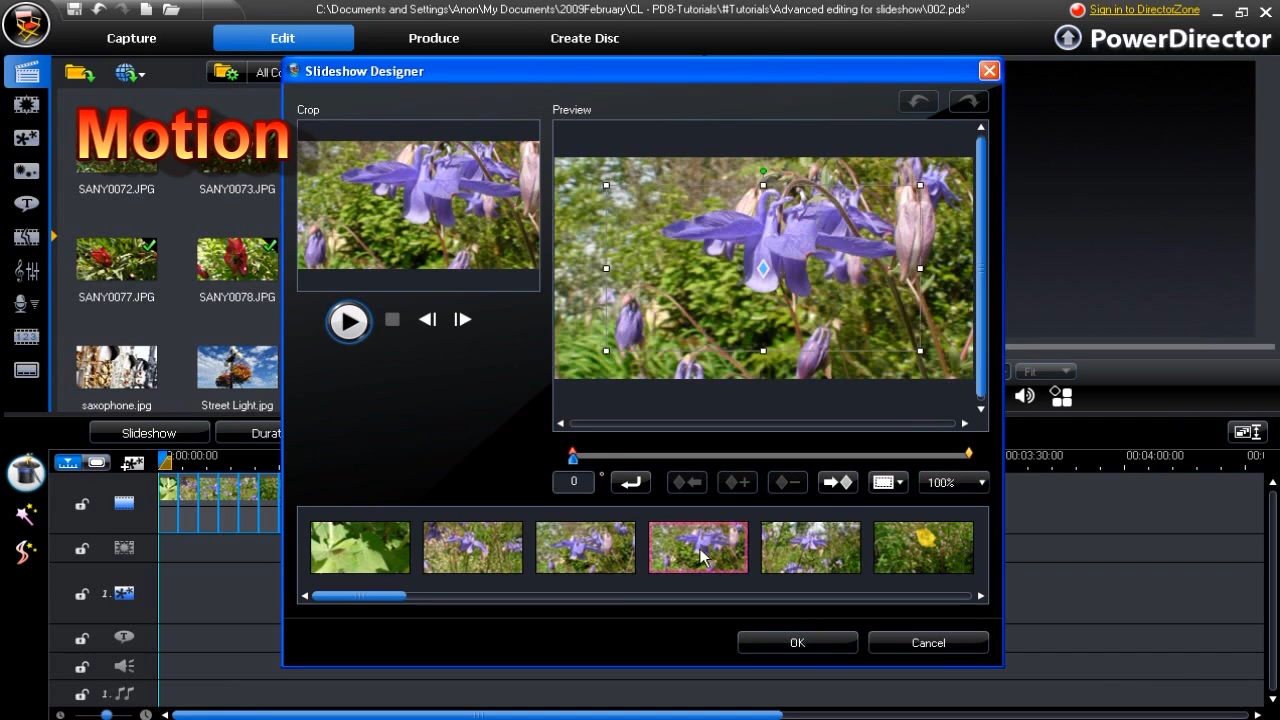 C:\Documents and Settings\Anon\My Documents\2009February\CL - PD8-Tutorials\#Tutorials\Advanced editing for slideshow\002.pds*
Sign in to DirectorZone
Capture
Edit
Produce
Create Disc
PowerDirector
All Co
Slideshow Designer
Crop
Preview
Motion
SANY0072.JPG
SANY0073.JPG
SANY0077.JPG
SANY0078.JPG
saxophone.jpg
Street Light.jpg
Fit
Slideshow
Durat
0:00:00:00
00:03:30:00
00:04:00:00
00:
0
°
100%
1.
1.
OK
Cancel